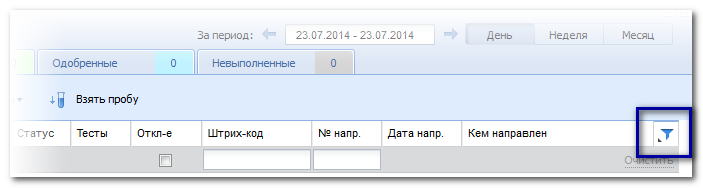 За период: 23.07.2014 - 23.07.2014 День Неделя Месяц
Одобренные 0 Невыполненные 0
Взять пробу
Статус Тесты Откл-е Штрих-код № напр. Дата напр. Кем направлен
Очистить